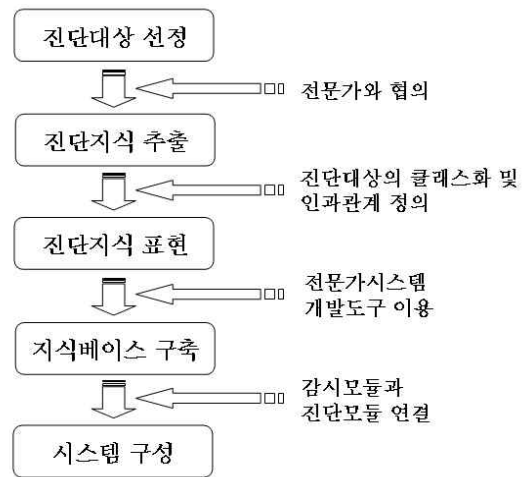 진단대상 선정
전문가와 협의
진단지식 추출
진단대상의 클래스화 및
인과관계 정의
진단지식 표현
전문가시스템
개발도구 이용
지식베이스 구축
감시모듈과
진단모듈 연결
시스템 구성